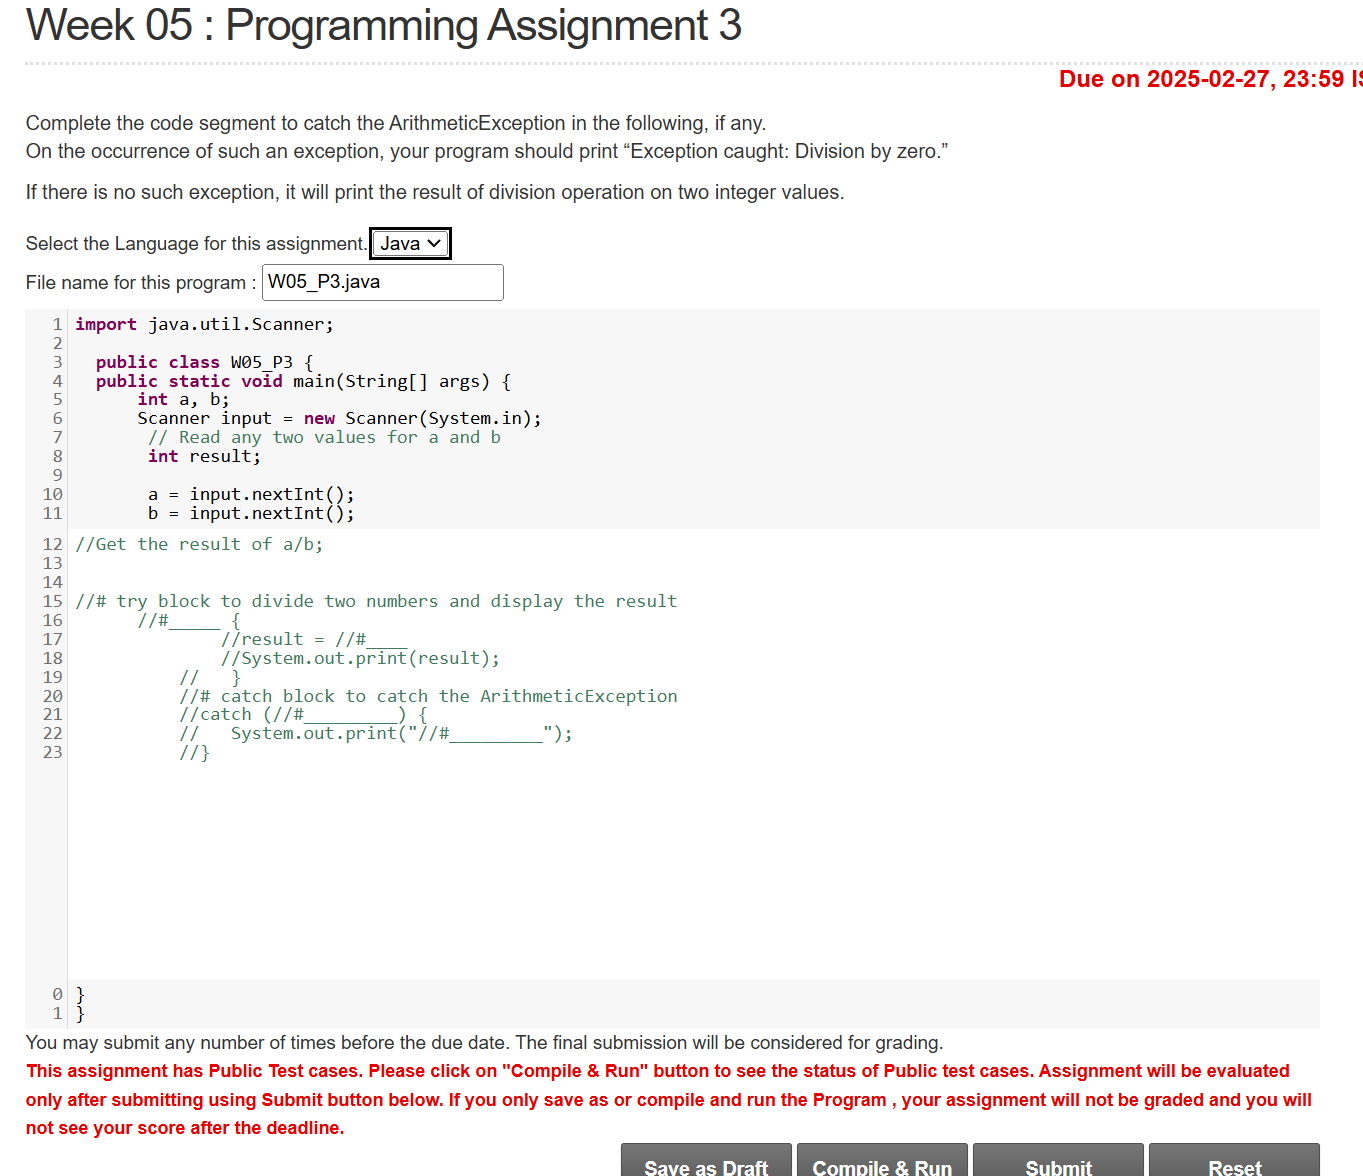 Week 05 : Programming Assignment 3
Due on 2025-02-27, 23:59
Complete the code segment to catch the ArithmeticException in the following, if any.
On the occurrence of such an exception, your program should print “Exception caught: Division by zero.”
If there is no such exception, it will print the result of division operation on two integer values.
Select the Language for this assignment. Java
File name for this program : W05_P3.java
1 import java.util.Scanner;
2
3 public class W05_P3 {
4 public static void main(String[] args) {
5 int a, b;
6 Scanner input = new Scanner(System.in);
7 // Read any two values for a and b
8 int result;
9
10 a = input.nextInt();
11 b = input.nextInt();
12 //Get the result of a/b;
13
14
15 //# try block to divide two numbers and display the result
16 //#_____ {
17 //result = //#____
18 //System.out.print(result);
19 // }
20 //# catch block to catch the ArithmeticException
21 //catch (//#_________) {
22 // System.out.print("//#_________");
23 //}
0 }
1 }
You may submit any number of times before the due date. The final submission will be considered for grading.
This assignment has Public Test cases. Please click on "Compile & Run" button to see the status of Public test cases. Assignment will be evaluated
only after submitting using Submit button below. If you only save as or compile and run the Program , your assignment will not be graded and you will
not see your score after the deadline.
Save as Draft Compile & Run Submit Reset